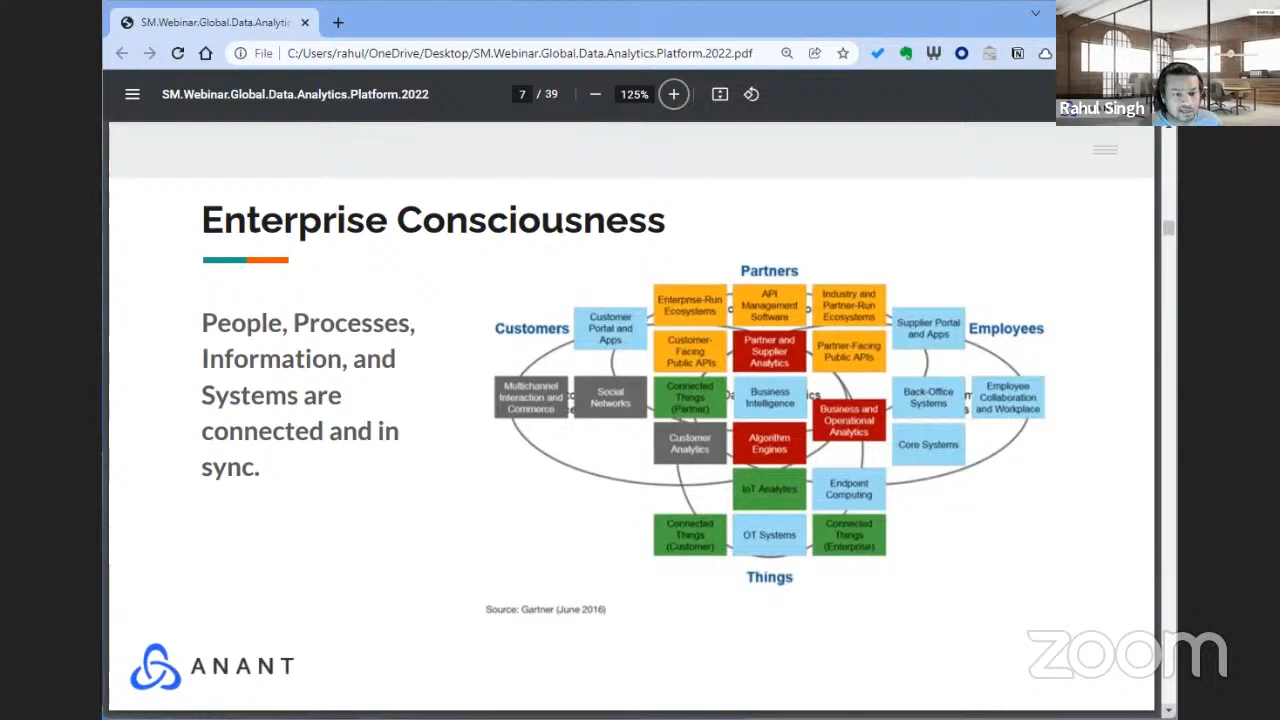 SM.Webinar.Global.Data.Analytic
File
C:/Users/rahul/OneDrive/Desktop/SM.Webinar.Global.Data.Analytics.Platform.2022.pdf
SM.Webinar.Global.Data.Analytics.Platform.2022
7 / 39
125%
Rahul Singh
Enterprise Consciousness
People, Processes,
Information, and
Systems are
connected and in
sync.
Partners
Customers
Employees
Things
Customer
Portal and
Apps
Enterprise-Run
Ecosystems
API
Management
Software
Industry and
Partner-Run
Ecosystems
Supplier Portal
and Apps
Customer-
Facing
Public APIs
Partner and
Supplier
Analytics
Partner-Facing
Public APIs
Multichannel
Interaction and
Commerce
Social
Networks
Connected
Things
(Partner)
Business
Intelligence
Business and
Operational
Analytics
Back-Office
Systems
Employee
Collaboration
and Workplace
Customer
Analytics
Algorithm
Engines
Core Systems
IoT Analytics
Endpoint
Computing
Connected
Things
(Customer)
OT Systems
Connected
Things
(Enterprise)
Source: Gartner (June 2016)
ANANT
zoom